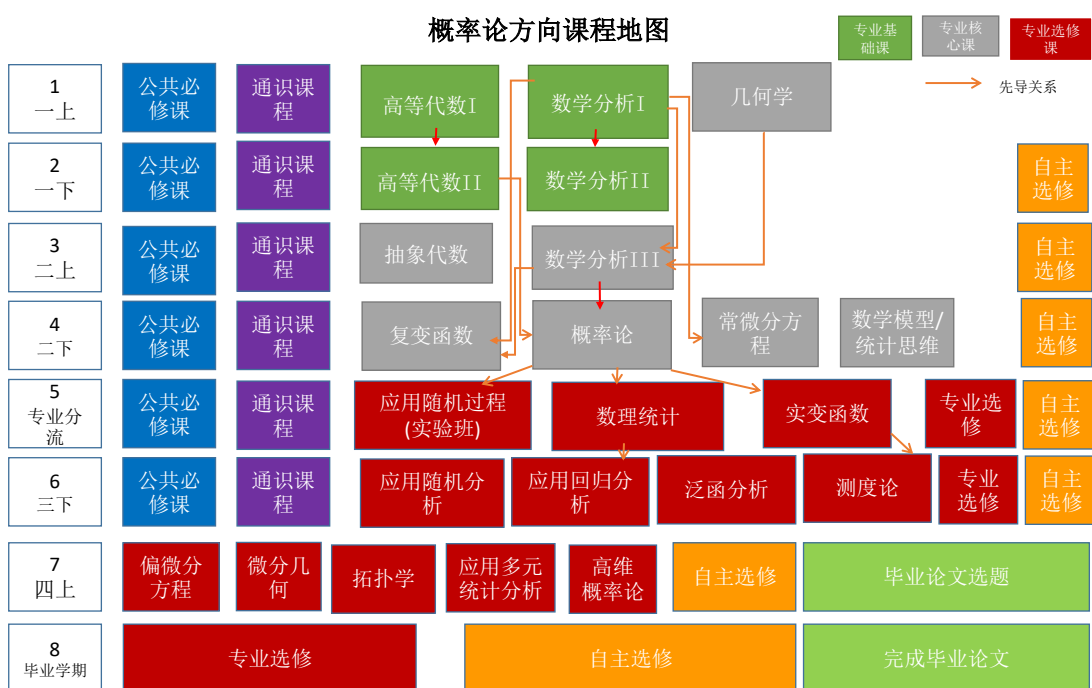 概率论方向课程地图
专业基
础课
专业核
心课
专业选修
课
先导关系
1
一上
公共必
修课
通识课
程
高等代数I
数学分析I
几何学
2
一下
公共必
修课
通识课
程
高等代数II
数学分析II
自主
选修
3
二上
公共必
修课
通识课
程
抽象代数
数学分析III
自主
选修
4
二下
公共必
修课
通识课
程
复变函数
概率论
常微分方
程
数学模型/
统计思维
自主
选修
5
专业分
流
公共必
修课
通识课
程
应用随机过程
(实验班)
数理统计
实变函数
专业选
修
自主
选修
6
三下
公共必
修课
通识课
程
应用随机分
析
应用回归分
析
泛函分析
测度论
专业
选修
自主
选修
7
四上
偏微分
方程
微分几
何
拓扑学
应用多元
统计分析
高维
概率论
自主选修
毕业论文选题
8
毕业学期
专业选修
自主选修
完成毕业论文